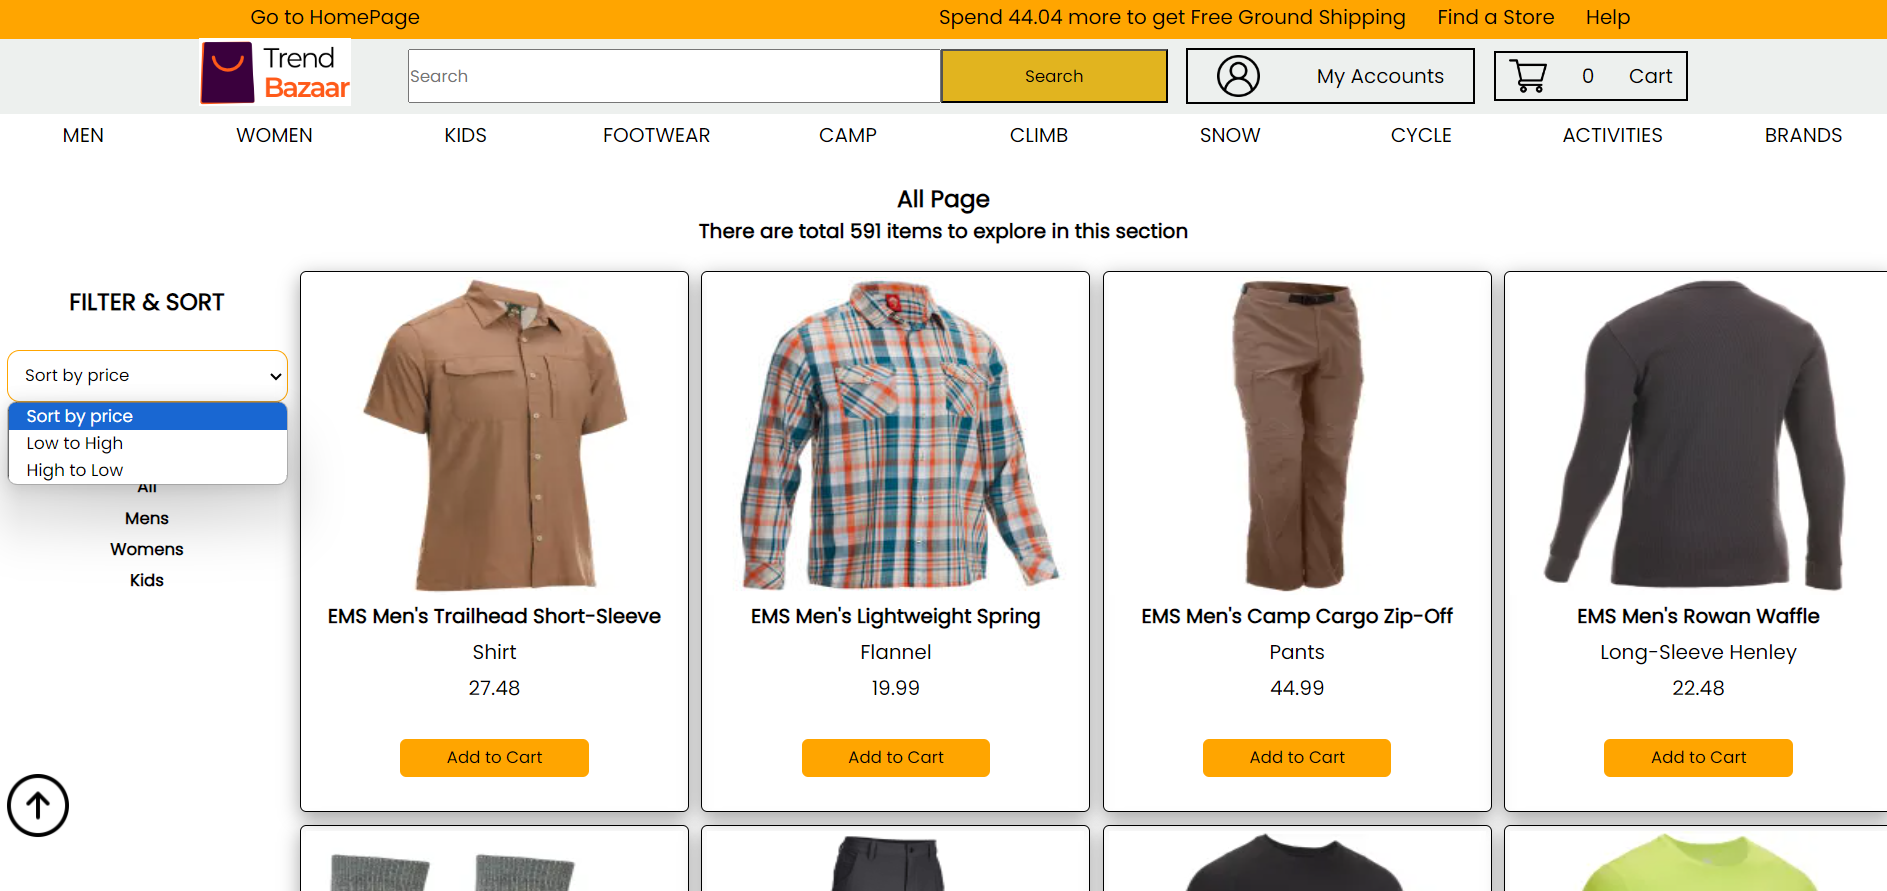 Go to HomePage
Spend 44.04 more to get Free Ground Shipping
Find a Store
Help
Trend
Bazaar
Search
Search
My Accounts
0
Cart
MEN
WOMEN
KIDS
FOOTWEAR
CAMP
CLIMB
SNOW
CYCLE
ACTIVITIES
BRANDS
All Page
There are total 591 items to explore in this section
FILTER & SORT
Sort by price
Sort by price
Low to High
High to Low
All
Mens
Womens
Kids
EMS Men's Trailhead Short-Sleeve
Shirt
27.48
Add to Cart
EMS Men's Lightweight Spring
Flannel
19.99
Add to Cart
EMS Men's Camp Cargo Zip-Off
Pants
44.99
Add to Cart
EMS Men's Rowan Waffle
Long-Sleeve Henley
22.48
Add to Cart